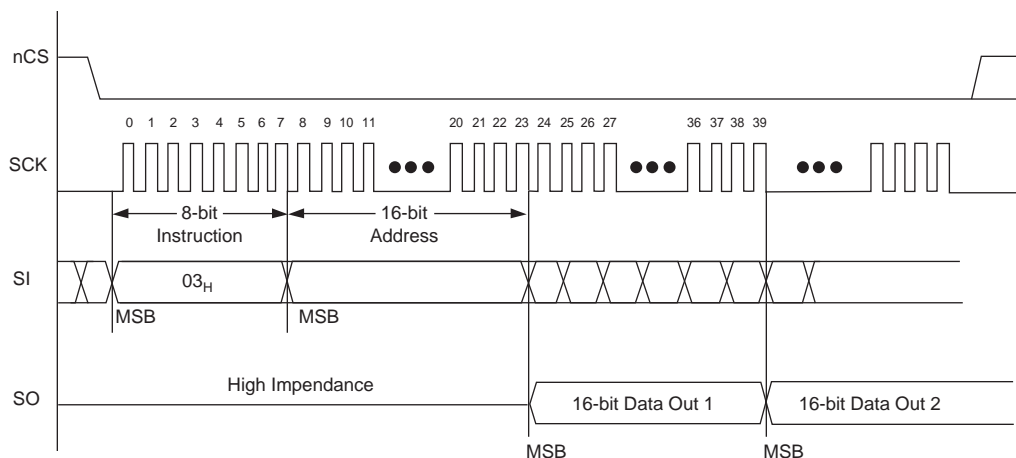 nCS
0 1 2 3 4 5 6 7 8 9 10 11 20 21 22 23 24 25 26 27 36 37 38 39
SCK
8-bit
Instruction
16-bit
Address
SI
03H
MSB
MSB
High Impendance
SO
16-bit Data Out 1
16-bit Data Out 2
MSB
MSB